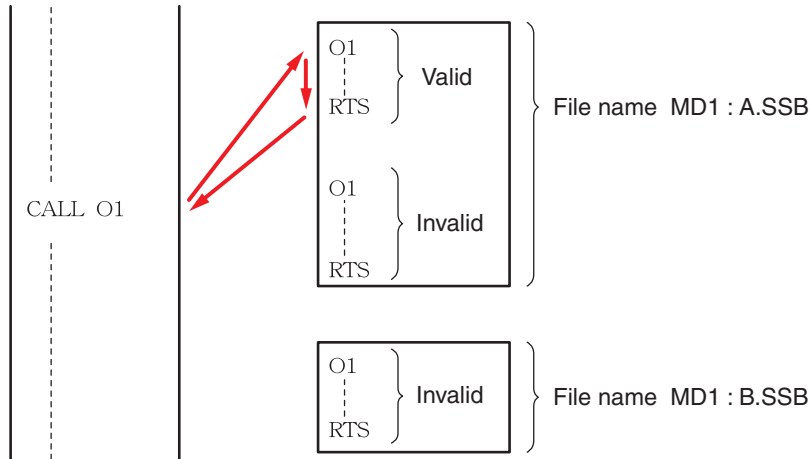 O1
Valid
RTS
File name MD1 : A.SSB
CALL O1
O1
Invalid
RTS
O1
Invalid
RTS
File name MD1 : B.SSB